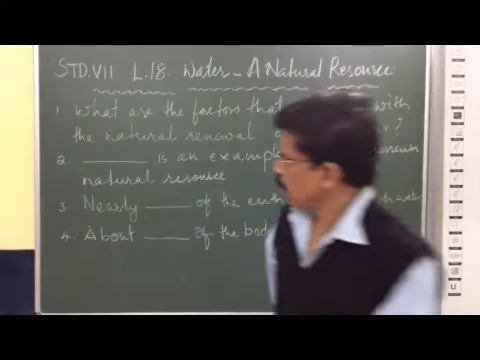 STD.VII L.18: Water - A Natural Resource:
1. What are the factors that with
the natural renewal ?
2. ______ is an example
natural resource
3. Nearly ______ of the earth
4. About ______ of the body